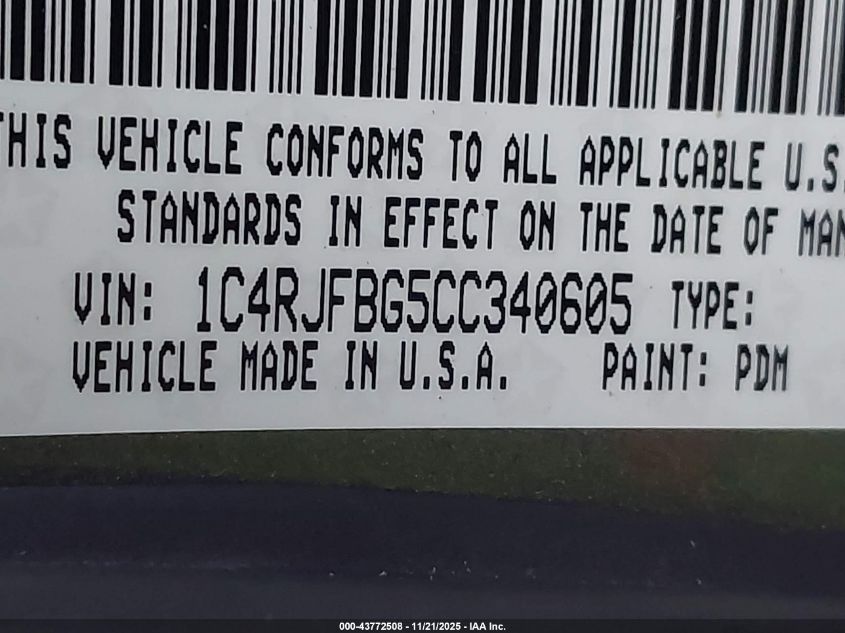 THIS VEHICLE CONFORMS TO ALL APPLICABLE U.S.
STANDARDS IN EFFECT ON THE DATE OF MAN
VIN: 1C4RJFBG5CC340605 TYPE:
VEHICLE MADE IN U.S.A. PAINT: PDM
000-43772508 - 11/21/2025 - IAA Inc.